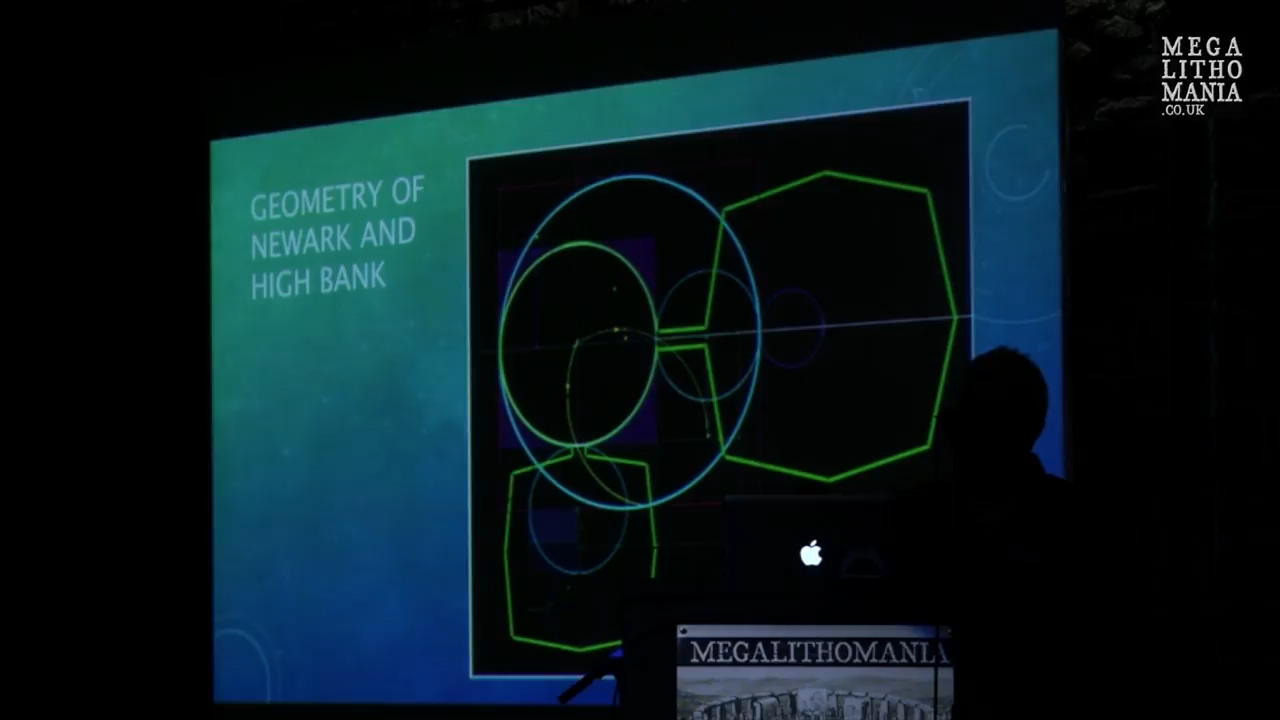 MEGA
LITHO
MANIA
.CO.UK
GEOMETRY OF
NEWARK AND
HIGH BANK
MEGALITHOMANIA